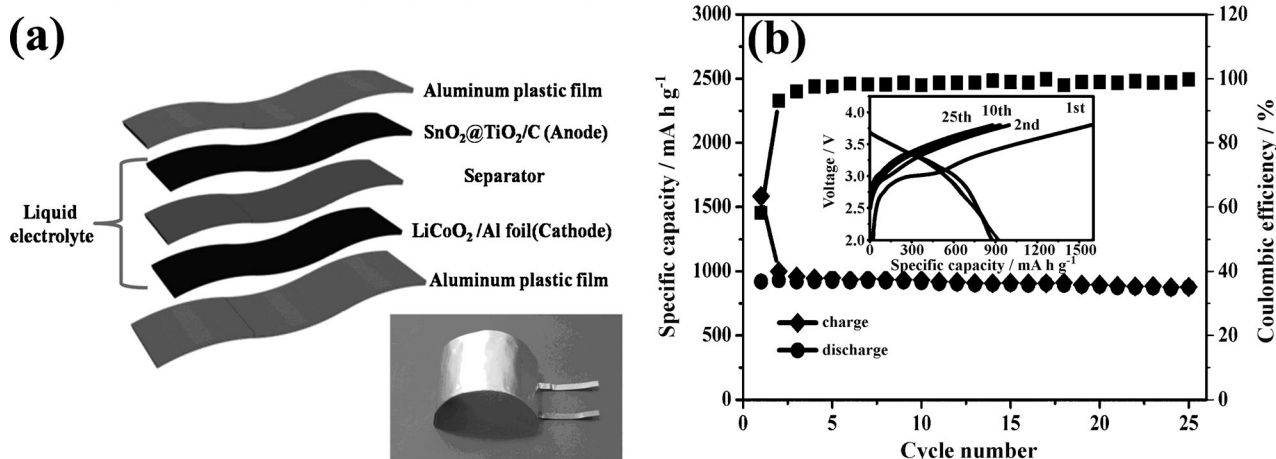 (a)
Aluminum plastic film
SnO₂@TiO₂/C (Anode)
Separator
Liquid
electrolyte
LiCoO₂ /Al foil(Cathode)
Aluminum plastic film
(b)
Specific capacity / mA h g⁻¹
3000
2500
2000
1500
1000
500
0
120
100
80
60
40
20
0
Coulombic efficiency / %
0 5 10 15 20 25
Cycle number
charge
discharge
Voltage / V
4.0
3.5
3.0
2.5
2.0
25th 10th 1st
2nd
0 300 600 900 1200 1500
Specific capacity / mA h g⁻¹